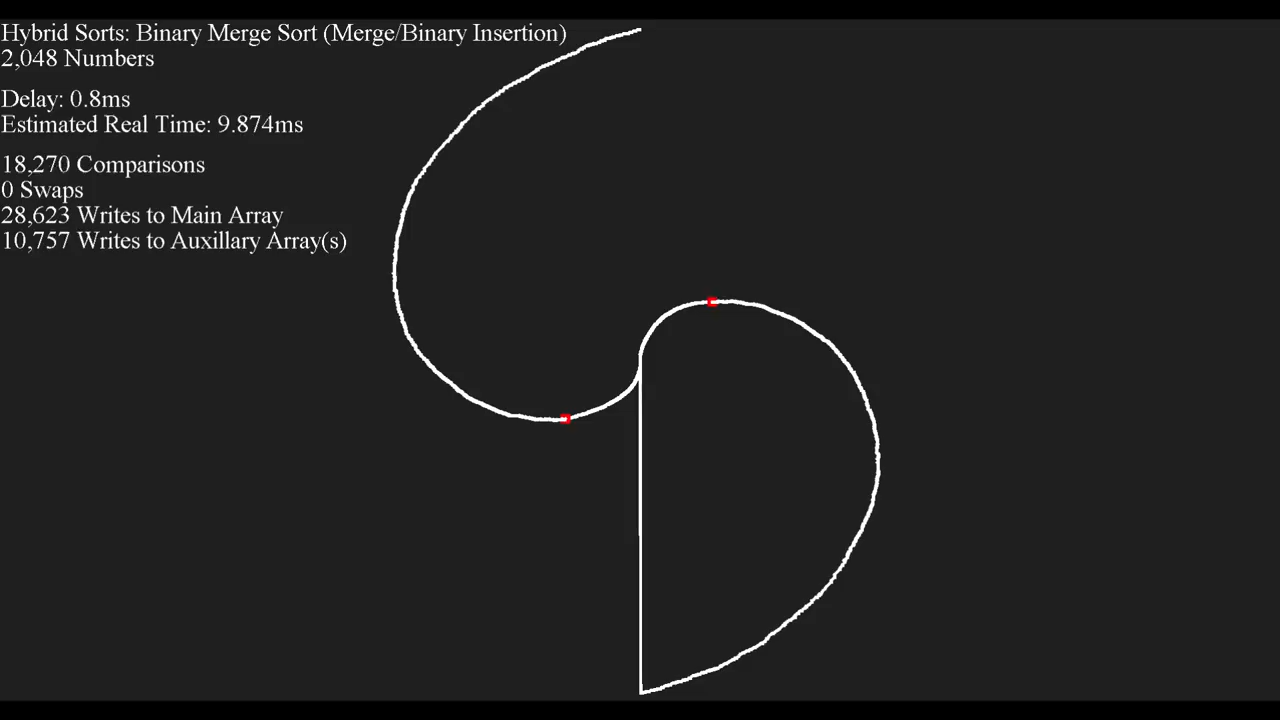 Hybrid Sorts: Binary Merge Sort (Merge/Binary Insertion)
2,048 Numbers
Delay: 0.8ms
Estimated Real Time: 9.874ms
18,270 Comparisons
0 Swaps
28,623 Writes to Main Array
10,757 Writes to Auxillary Array(s)